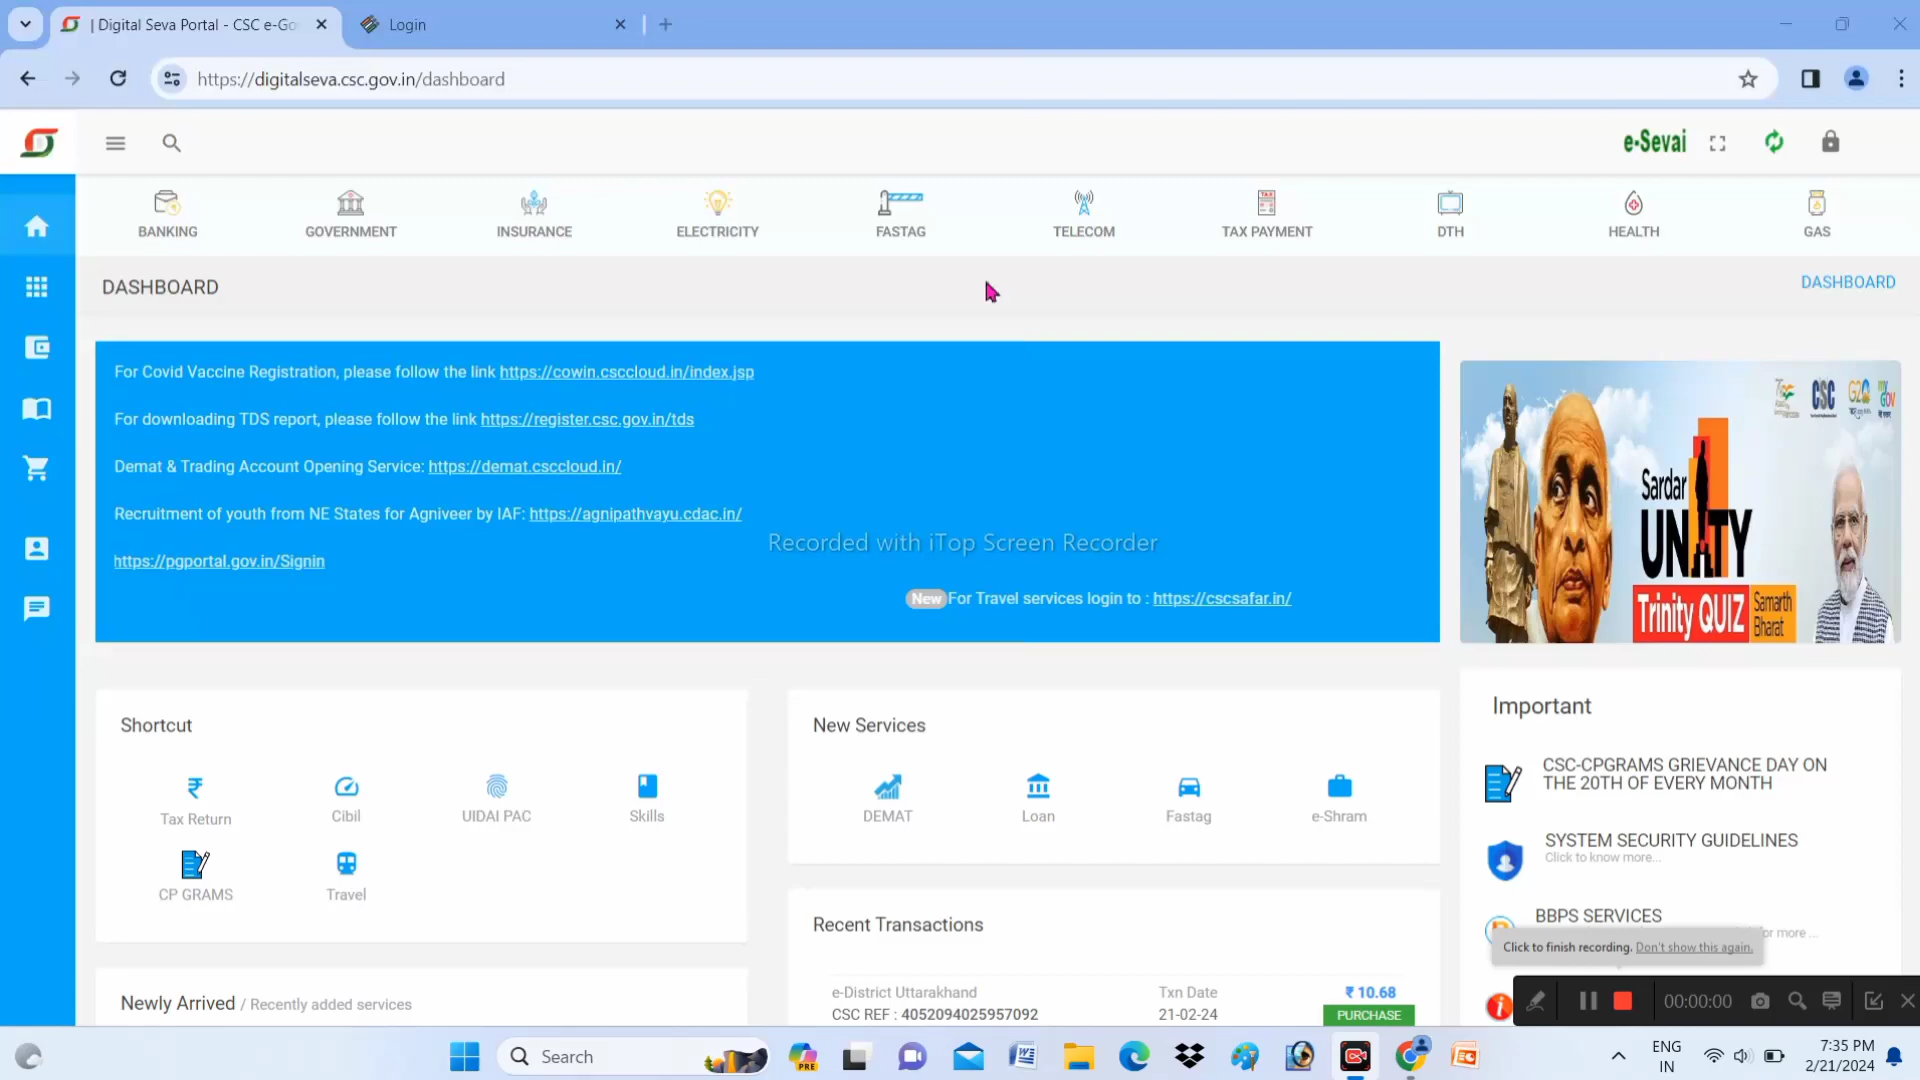 | Digital Seva Portal - CSC e-Go
Login
https://digitalseva.csc.gov.in/dashboard
e-Sevai
BANKING
GOVERNMENT
INSURANCE
ELECTRICITY
FASTAG
TELECOM
TAX PAYMENT
DTH
HEALTH
GAS
DASHBOARD
DASHBOARD
For Covid Vaccine Registration, please follow the link https://cowin.csccloud.in/index.jsp
For downloading TDS report, please follow the link https://register.csc.gov.in/tds
Demat & Trading Account Opening Service: https://demat.csccloud.in/
Recruitment of youth from NE States for Agniveer by IAF: https://agnipathvayu.cdac.in/
https://pgportal.gov.in/Signin
New For Travel services login to : https://cscsafar.in/
Recorded with iTop Screen Recorder
CSC
G20
Sardar
UNITY
Trinity QUIZ
Samarth
Bharat
Shortcut
Tax Return
Cibil
UIDAI PAC
Skills
CP GRAMS
Travel
New Services
DEMAT
Loan
Fastag
e-Shram
Recent Transactions
e-District Uttarakhand
Txn Date
₹ 10.68
CSC REF : 4052094025957092
21-02-24
PURCHASE
Newly Arrived / Recently added services
Important
CSC-CPGRAMS GRIEVANCE DAY ON
THE 20TH OF EVERY MONTH
SYSTEM SECURITY GUIDELINES
Click to know more...
BBPS SERVICES
for more ...
Click to finish recording. Don't show this again.
00:00:00
Search
PRE
ENG
IN
7:35 PM
2/21/2024